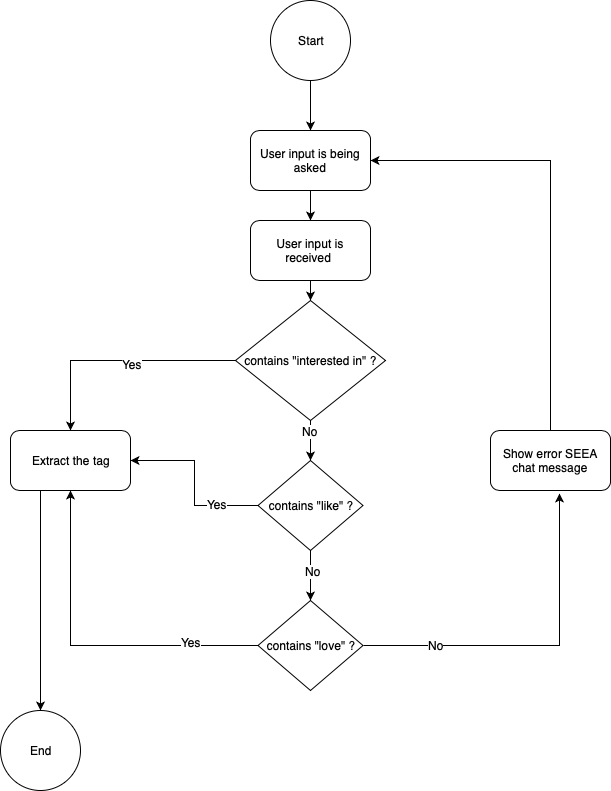 Start
User input is being
asked
User input is
received
contains "interested in" ?
Yes
No
Extract the tag
Show error SEEA
chat message
contains "like" ?
Yes
No
contains "love" ?
Yes
No
End